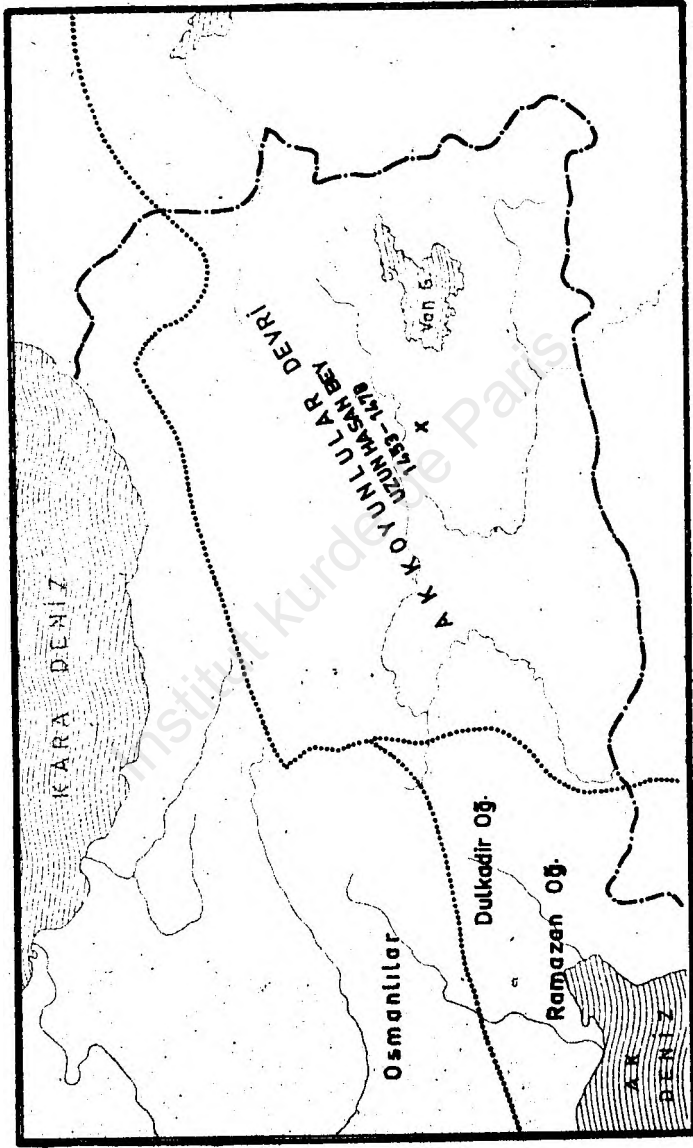 KARA DENİZ
AKKOYUNLULAR DEVRİ
UZUN HASAN BEY
1453-1478
Van G.
X
Osmanlılar
Dulkadir Oğ.
Ramazan Oğ.
AK
DENİZ
Institut kurde de Paris